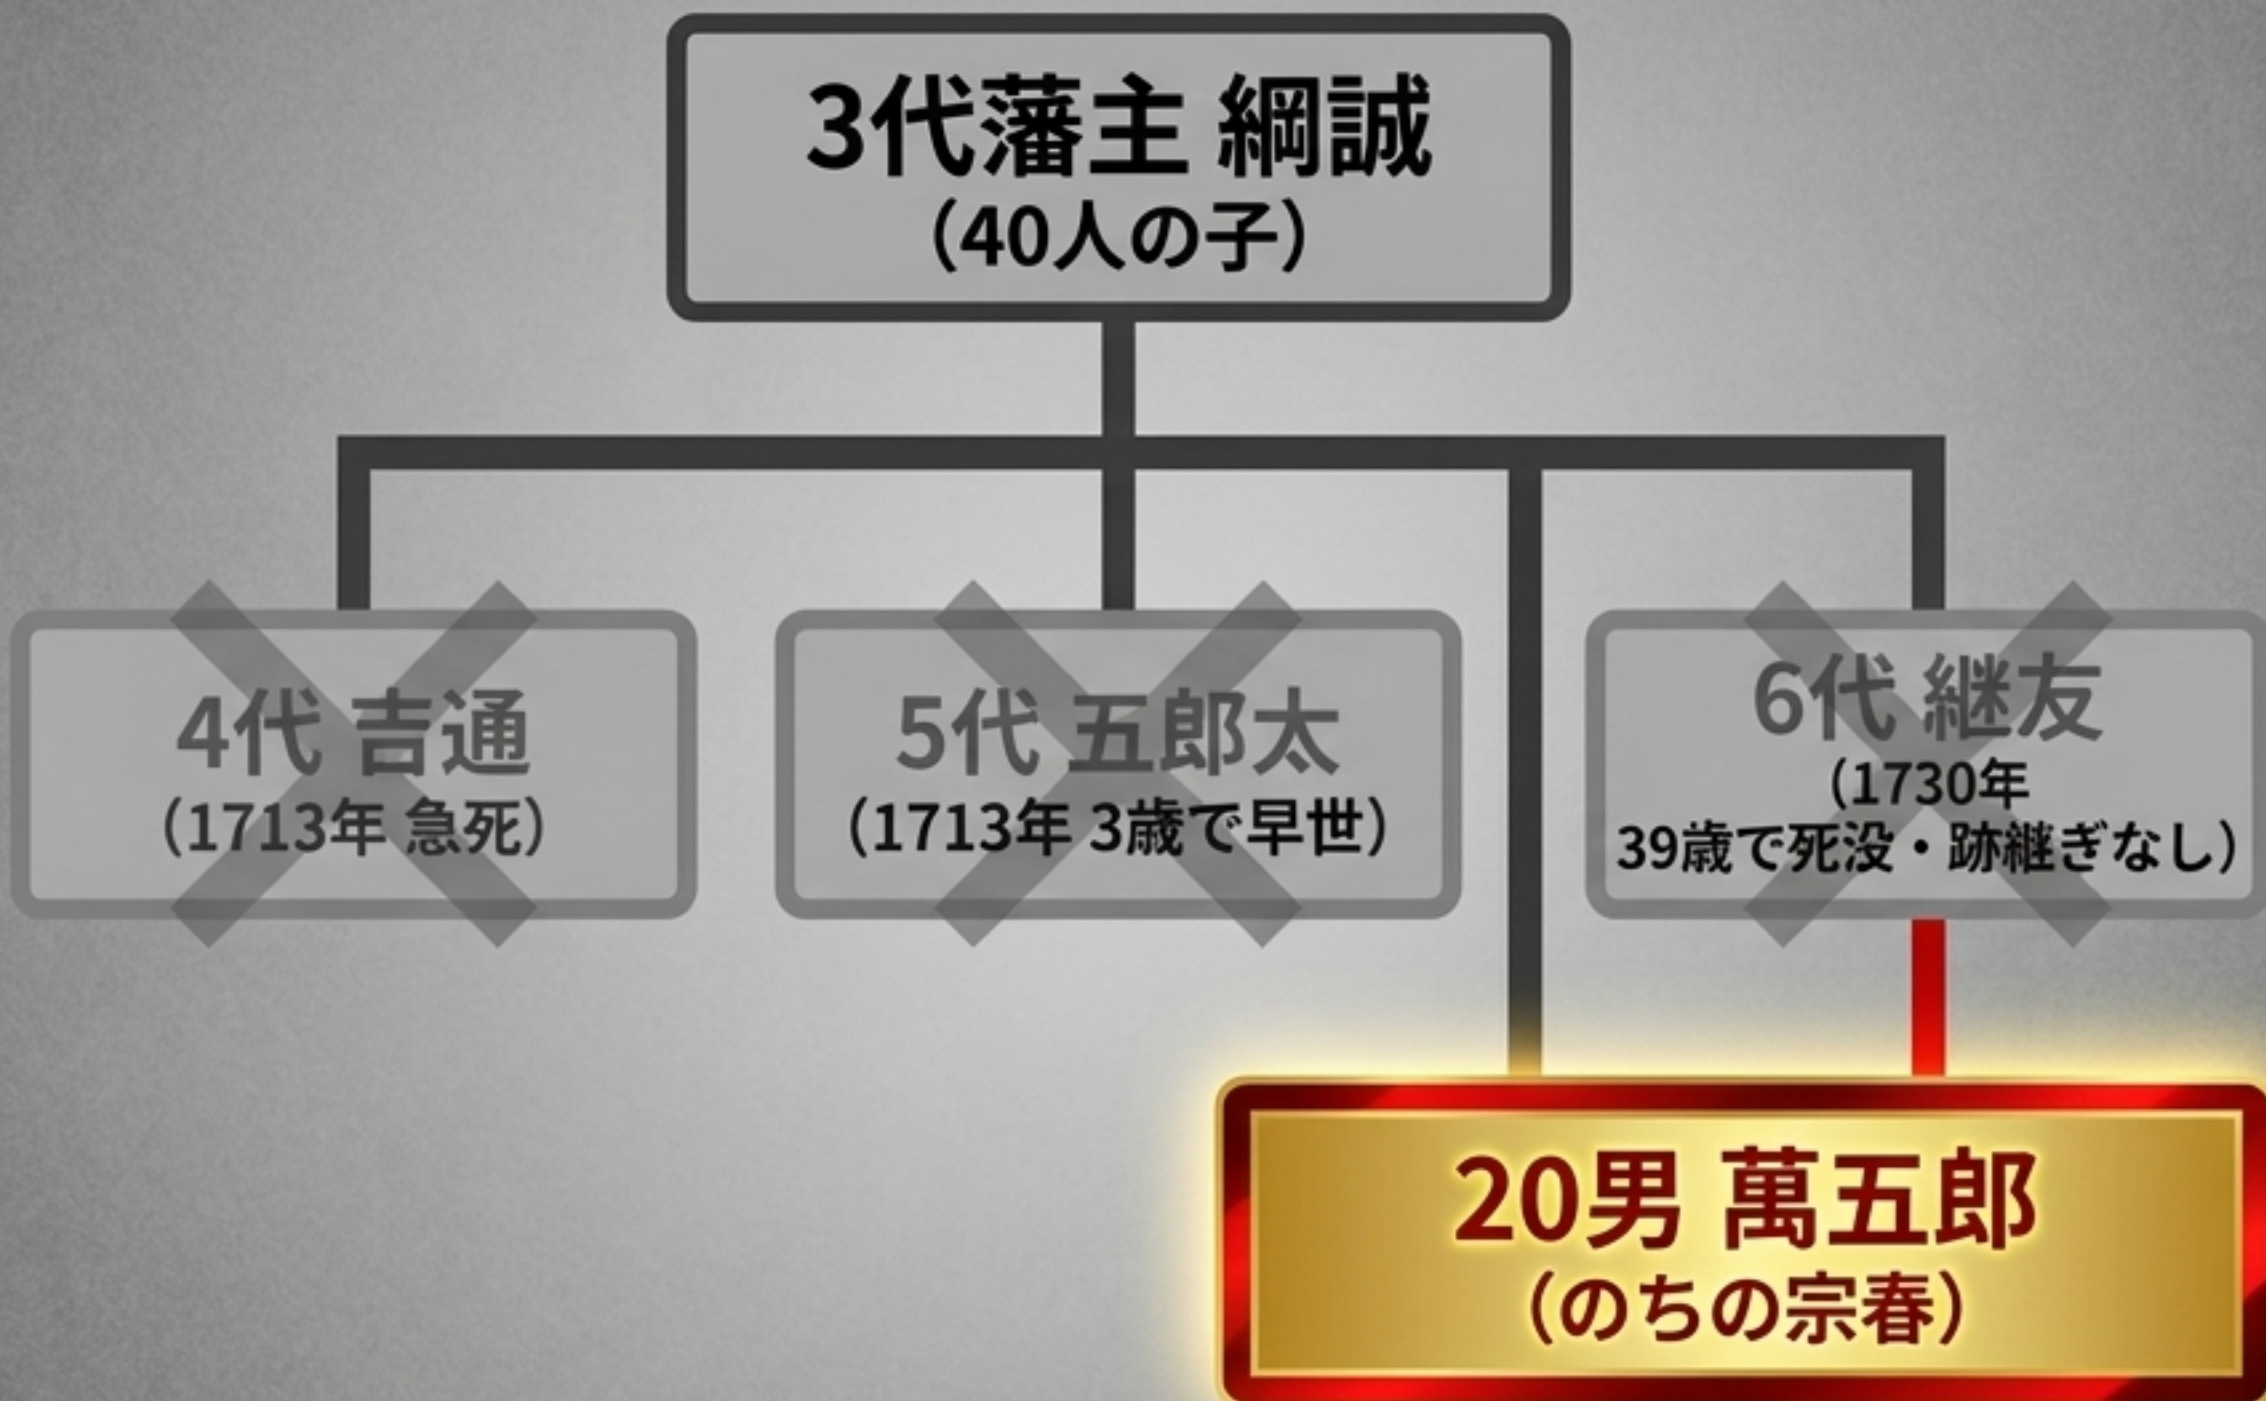 3代藩主 綱誠
(40人の子)
4代 吉通
(1713年 急死)
5代 五郎太
(1713年 3歳で早世)
6代 継友
(1730年
39歳で死没・跡継ぎなし)
20男 萬五郎
(のちの宗春)